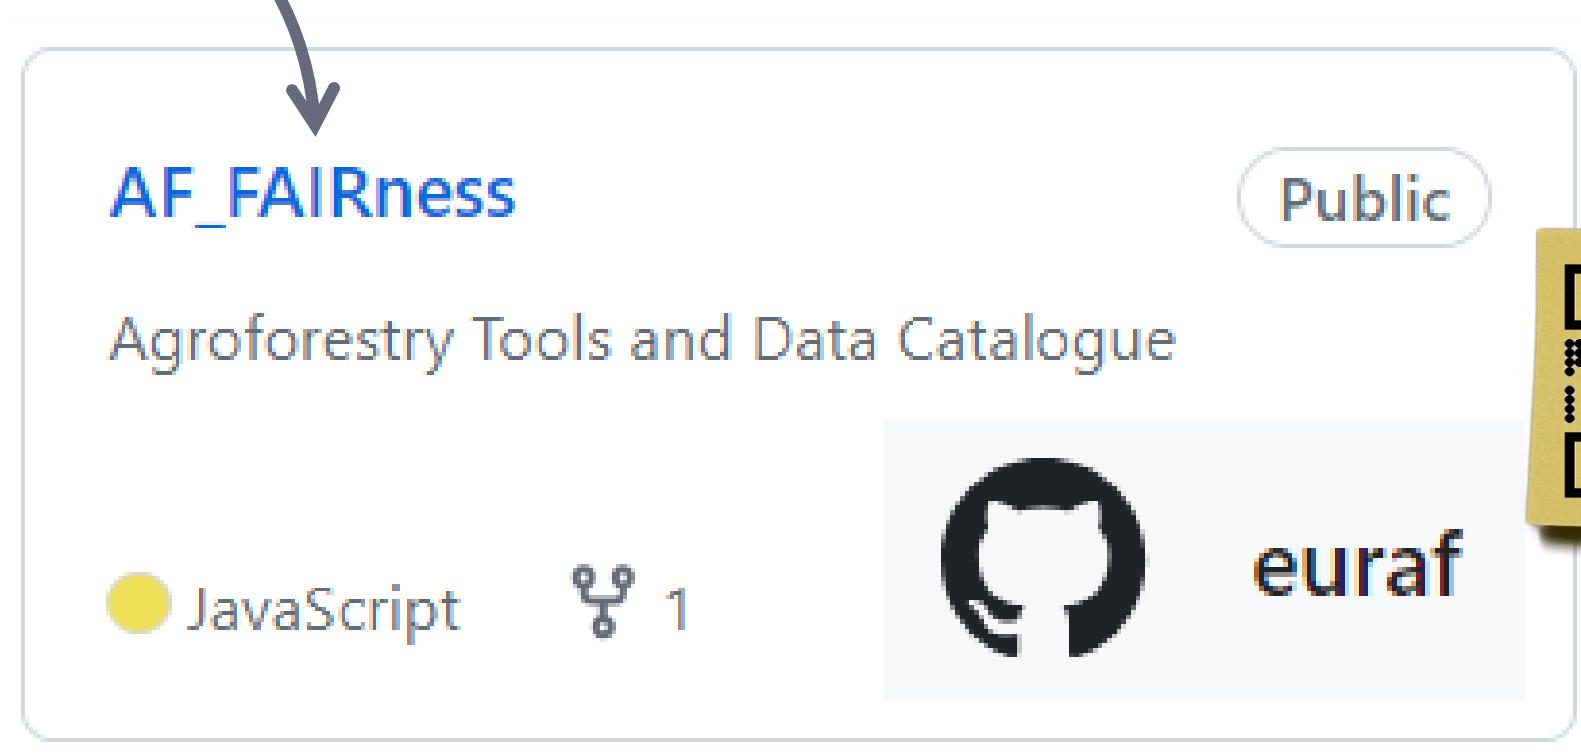 AF_FAIRness
Public
Agroforestry Tools and Data Catalogue
JavaScript
1
euraf